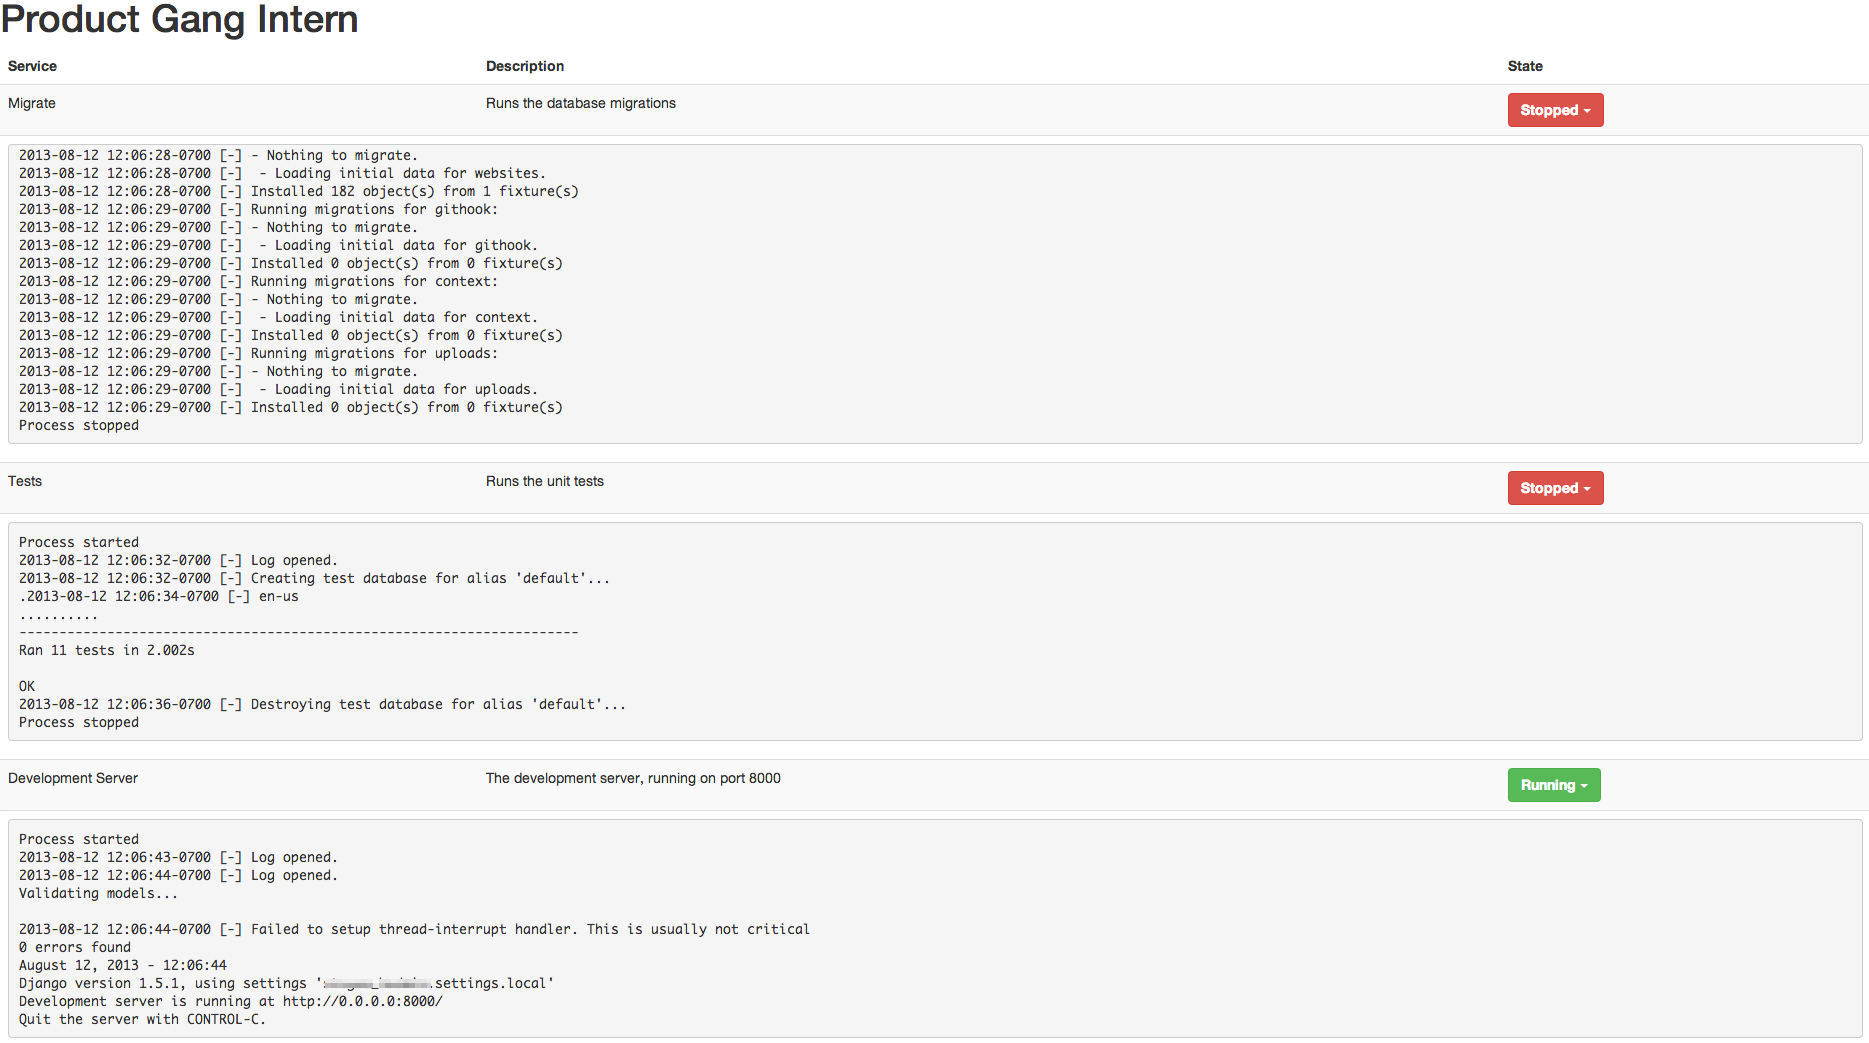 Product Gang Intern
Service Description State
Migrate Runs the database migrations Stopped
2013-08-12 12:06:28-0700 [-] - Nothing to migrate.
2013-08-12 12:06:28-0700 [-]  - Loading initial data for websites.
2013-08-12 12:06:28-0700 [-] Installed 182 object(s) from 1 fixture(s)
2013-08-12 12:06:29-0700 [-] Running migrations for githook:
2013-08-12 12:06:29-0700 [-] - Nothing to migrate.
2013-08-12 12:06:29-0700 [-]  - Loading initial data for githook.
2013-08-12 12:06:29-0700 [-] Installed 0 object(s) from 0 fixture(s)
2013-08-12 12:06:29-0700 [-] Running migrations for context:
2013-08-12 12:06:29-0700 [-] - Nothing to migrate.
2013-08-12 12:06:29-0700 [-]  - Loading initial data for context.
2013-08-12 12:06:29-0700 [-] Installed 0 object(s) from 0 fixture(s)
2013-08-12 12:06:29-0700 [-] Running migrations for uploads:
2013-08-12 12:06:29-0700 [-] - Nothing to migrate.
2013-08-12 12:06:29-0700 [-]  - Loading initial data for uploads.
2013-08-12 12:06:29-0700 [-] Installed 0 object(s) from 0 fixture(s)
Process stopped
Tests Runs the unit tests Stopped
Process started
2013-08-12 12:06:32-0700 [-] Log opened.
2013-08-12 12:06:32-0700 [-] Creating test database for alias 'default'...
.2013-08-12 12:06:34-0700 [-] en-us
..........
----------------------------------------------------------------------
Ran 11 tests in 2.002s
OK
2013-08-12 12:06:36-0700 [-] Destroying test database for alias 'default'...
Process stopped
Development Server The development server, running on port 8000 Running
Process started
2013-08-12 12:06:43-0700 [-] Log opened.
2013-08-12 12:06:44-0700 [-] Log opened.
Validating models...
2013-08-12 12:06:44-0700 [-] Failed to setup thread-interrupt handler. This is usually not critical
0 errors found
August 12, 2013 - 12:06:44
Django version 1.5.1, using settings '.settings.local'
Development server is running at http://0.0.0.0:8000/
Quit the server with CONTROL-C.